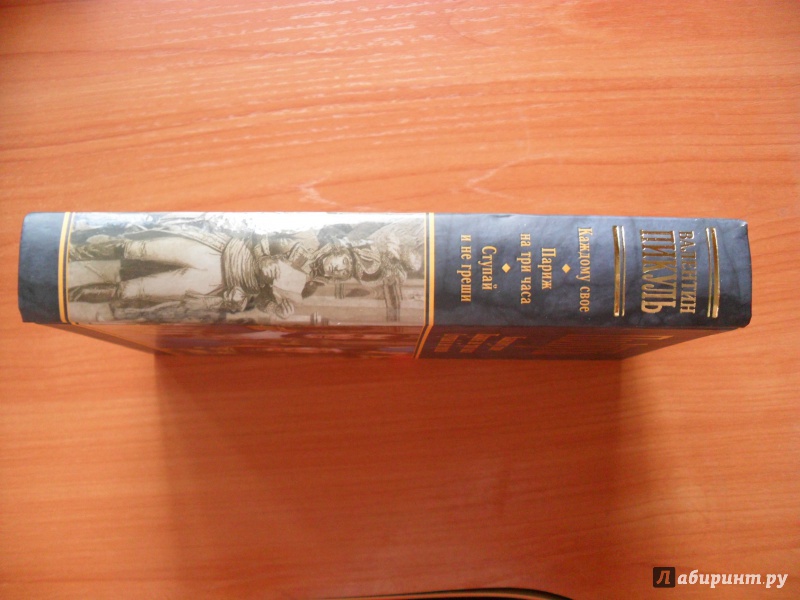 ВАЛЕНТИН
ПИКУЛЬ
Каждому свое
Париж
на три часа
Ступай
и не греши
Лабиринт.ру